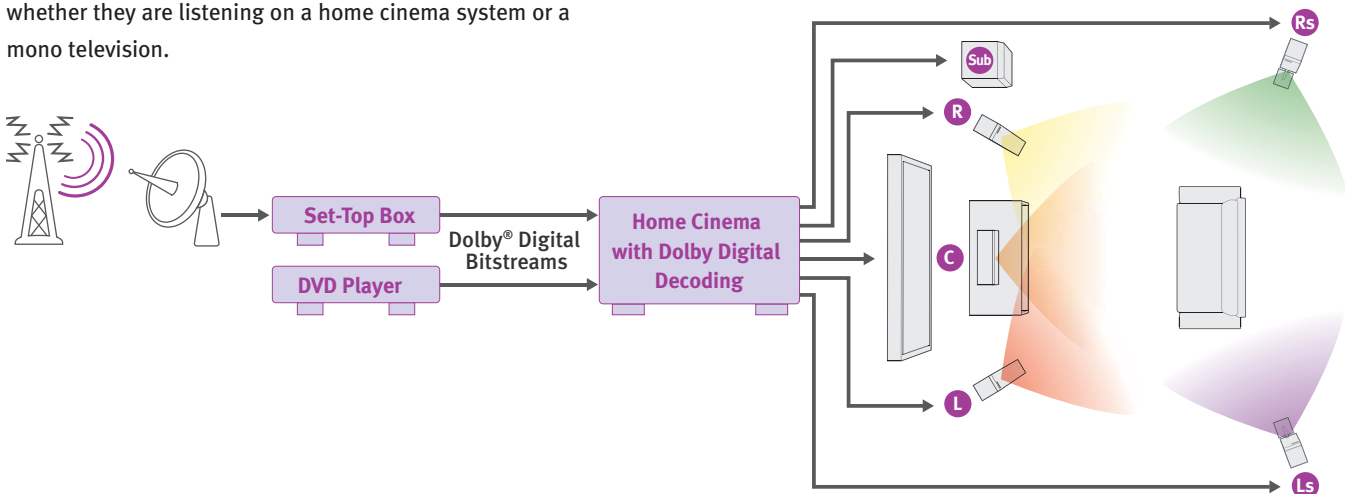 whether they are listening on a home cinema system or a
mono television.
Rs
Sub
R
Set-Top Box
Dolby® Digital
Bitstreams
DVD Player
Home Cinema
with Dolby Digital
Decoding
C
L
Ls